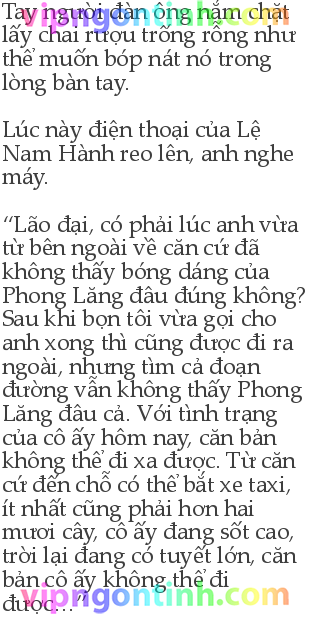 vipngontinh.com
Tay người đàn ông nắm chặt
lấy chai rượu trống rỗng như
thể muốn bóp nát nó trong
lòng bàn tay.
Lúc này điện thoại của Lệ
Nam Hành reo lên, anh nghe
máy.
“Lão đại, có phải lúc anh vừa
từ bên ngoài về căn cứ đã
không thấy bóng dáng của
Phong Lăng đâu đúng không?
Sau khi bọn tôi vừa gọi cho
anh xong thì cũng được đi ra
ngoài, nhưng tìm cả đoạn
đường vẫn không thấy Phong
Lăng đâu cả. Với tình trạng
của cô ấy hôm nay, căn bản
không thể đi xa được. Từ căn
cứ đến chỗ có thể bắt xe taxi,
ít nhất cũng phải hơn hai
mươi cây, cô ấy đang sốt cao,
trời lại đang có tuyết lớn, căn
bản cô ấy không thể đi
được...”
vipngontinh.com